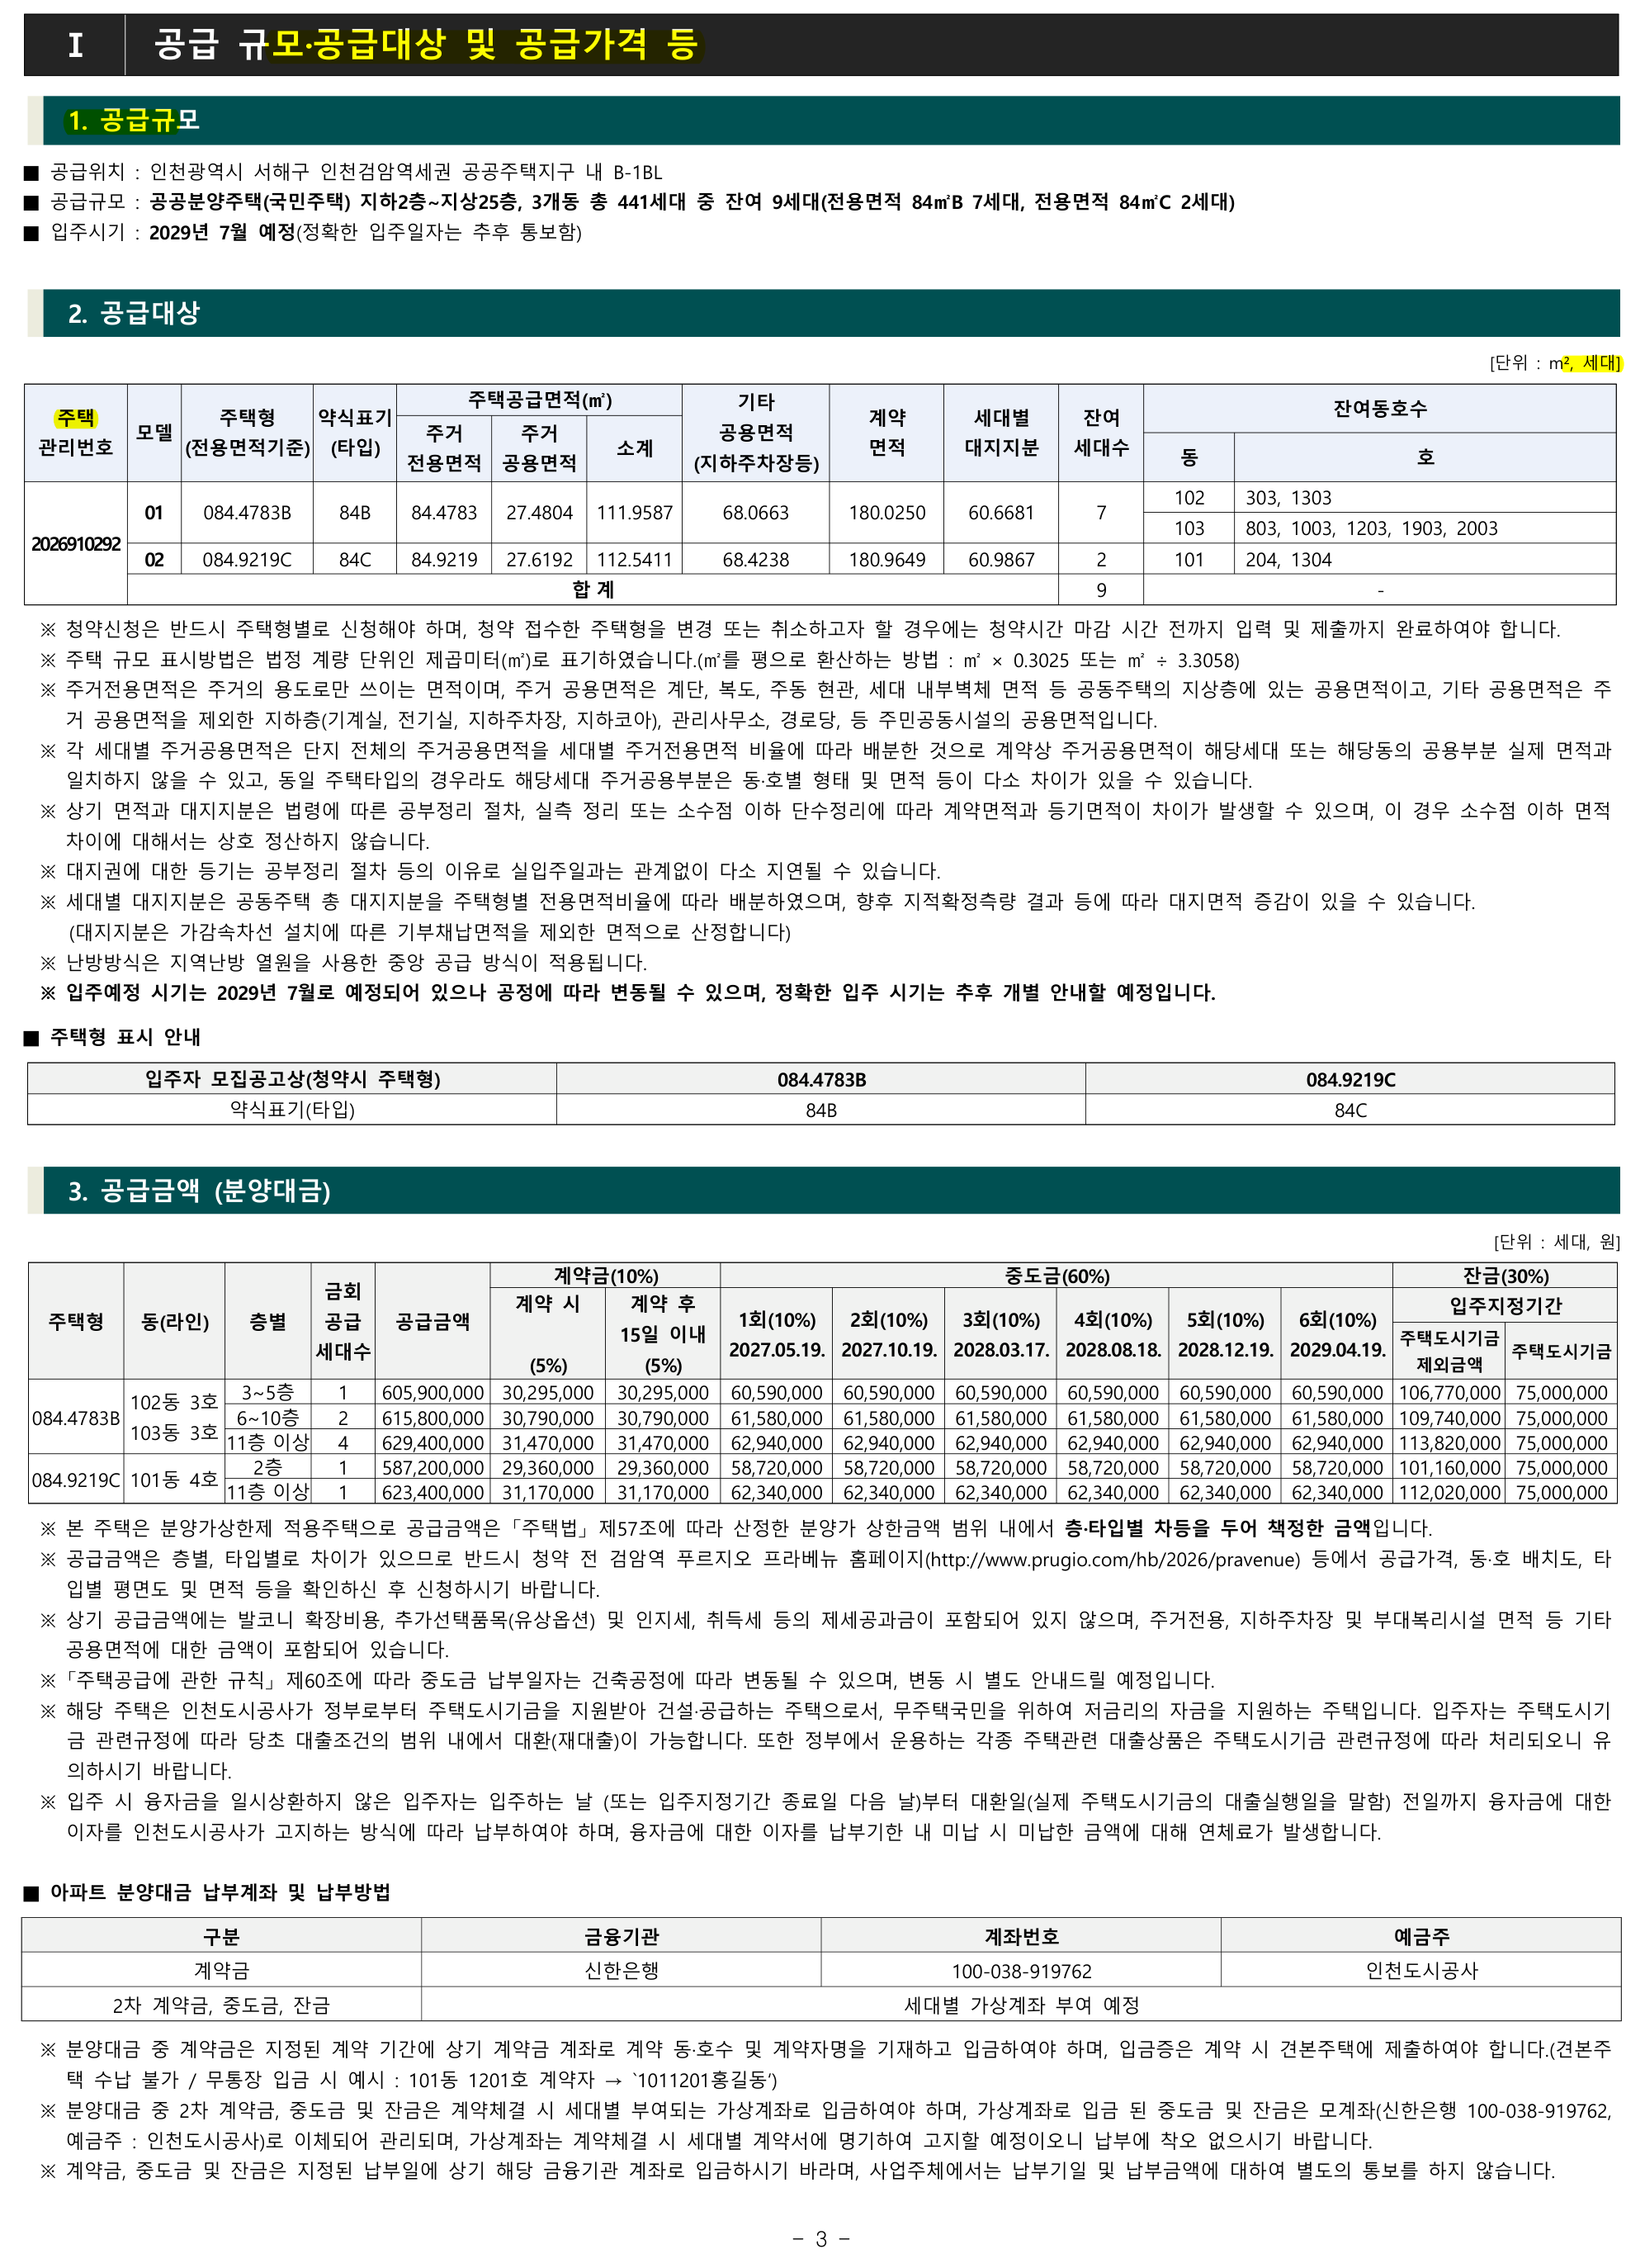 I 공급 규모·공급대상 및 공급가격 등
1. 공급규모
■ 공급위치 : 인천광역시 서해구 인천검암역세권 공공주택지구 내 B-1BL
■ 공급규모 : 공공분양주택(국민주택) 지하2층~지상25층, 3개동 총 441세대 중 잔여 9세대(전용면적 84㎡B 7세대, 전용면적 84㎡C 2세대)
■ 입주시기 : 2029년 7월 예정(정확한 입주일자는 추후 통보함)
2. 공급대상
[단위 : m², 세대]
주택 관리번호 모델 주택형 (전용면적기준) 약식표기 (타입) 주택공급면적(㎡) 주거 전용면적 주거 공용면적 소계 기타 공용면적 (지하주차장등) 계약 면적 세대별 대지지분 잔여 세대수 잔여동호수 동 호
2026910292 01 084.4783B 84B 84.4783 27.4804 111.9587 68.0663 180.0250 60.6681 7 102 303, 1303
103 803, 1003, 1203, 1903, 2003
02 084.9219C 84C 84.9219 27.6192 112.5411 68.4238 180.9649 60.9867 2 101 204, 1304
합 계 9 -
※ 청약신청은 반드시 주택형별로 신청해야 하며, 청약 접수한 주택형을 변경 또는 취소하고자 할 경우에는 청약시간 마감 시간 전까지 입력 및 제출까지 완료하여야 합니다.
※ 주택 규모 표시방법은 법정 계량 단위인 제곱미터(㎡)로 표기하였습니다.(㎡를 평으로 환산하는 방법 : ㎡ × 0.3025 또는 ㎡ ÷ 3.3058)
※ 주거전용면적은 주거의 용도로만 쓰이는 면적이며, 주거 공용면적은 계단, 복도, 주동 현관, 세대 내부벽체 면적 등 공동주택의 지상층에 있는 공용면적이고, 기타 공용면적은 주
거 공용면적을 제외한 지하층(기계실, 전기실, 지하주차장, 지하코아), 관리사무소, 경로당, 등 주민공동시설의 공용면적입니다.
※ 각 세대별 주거공용면적은 단지 전체의 주거공용면적을 세대별 주거전용면적 비율에 따라 배분한 것으로 계약상 주거공용면적이 해당세대 또는 해당동의 공용부분 실제 면적과
일치하지 않을 수 있고, 동일 주택타입의 경우라도 해당세대 주거공용부분은 동·호별 형태 및 면적 등이 다소 차이가 있을 수 있습니다.
※ 상기 면적과 대지지분은 법령에 따른 공부정리 절차, 실측 정리 또는 소수점 이하 단수정리에 따라 계약면적과 등기면적이 차이가 발생할 수 있으며, 이 경우 소수점 이하 면적
차이에 대해서는 상호 정산하지 않습니다.
※ 대지권에 대한 등기는 공부정리 절차 등의 이유로 실입주일과는 관계없이 다소 지연될 수 있습니다.
※ 세대별 대지지분은 공동주택 총 대지지분을 주택형별 전용면적비율에 따라 배분하였으며, 향후 지적확정측량 결과 등에 따라 대지면적 증감이 있을 수 있습니다.
(대지지분은 가감속차선 설치에 따른 기부채납면적을 제외한 면적으로 산정합니다)
※ 난방방식은 지역난방 열원을 사용한 중앙 공급 방식이 적용됩니다.
※ 입주예정 시기는 2029년 7월로 예정되어 있으나 공정에 따라 변동될 수 있으며, 정확한 입주 시기는 추후 개별 안내할 예정입니다.
■ 주택형 표시 안내
입주자 모집공고상(청약시 주택형) 084.4783B 084.9219C
약식표기(타입) 84B 84C
3. 공급금액 (분양대금)
[단위 : 세대, 원]
주택형 동(라인) 층별 금회 공급 세대수 공급금액 계약금(10%) 계약 시 (5%) 계약 후 15일 이내 (5%) 중도금(60%) 1회(10%) 2027.05.19. 2회(10%) 2027.10.19. 3회(10%) 2028.03.17. 4회(10%) 2028.08.18. 5회(10%) 2028.12.19. 6회(10%) 2029.04.19. 잔금(30%) 입주지정기간 주택도시기금 제외금액 주택도시기금
084.4783B 102동 3호 103동 3호 3~5층 1 605,900,000 30,295,000 30,295,000 60,590,000 60,590,000 60,590,000 60,590,000 60,590,000 60,590,000 106,770,000 75,000,000
6~10층 2 615,800,000 30,790,000 30,790,000 61,580,000 61,580,000 61,580,000 61,580,000 61,580,000 61,580,000 109,740,000 75,000,000
11층 이상 4 629,400,000 31,470,000 31,470,000 62,940,000 62,940,000 62,940,000 62,940,000 62,940,000 62,940,000 113,820,000 75,000,000
084.9219C 101동 4호 2층 1 587,200,000 29,360,000 29,360,000 58,720,000 58,720,000 58,720,000 58,720,000 58,720,000 58,720,000 101,160,000 75,000,000
11층 이상 1 623,400,000 31,170,000 31,170,000 62,340,000 62,340,000 62,340,000 62,340,000 62,340,000 62,340,000 112,020,000 75,000,000
※ 본 주택은 분양가상한제 적용주택으로 공급금액은「주택법」제57조에 따라 산정한 분양가 상한금액 범위 내에서 층·타입별 차등을 두어 책정한 금액입니다.
※ 공급금액은 층별, 타입별로 차이가 있으므로 반드시 청약 전 검암역 푸르지오 프라베뉴 홈페이지(http://www.prugio.com/hb/2026/pravenue) 등에서 공급가격, 동·호 배치도, 타
입별 평면도 및 면적 등을 확인하신 후 신청하시기 바랍니다.
※ 상기 공급금액에는 발코니 확장비용, 추가선택품목(유상옵션) 및 인지세, 취득세 등의 제세공과금이 포함되어 있지 않으며, 주거전용, 지하주차장 및 부대복리시설 면적 등 기타
공용면적에 대한 금액이 포함되어 있습니다.
※「주택공급에 관한 규칙」제60조에 따라 중도금 납부일자는 건축공정에 따라 변동될 수 있으며, 변동 시 별도 안내드릴 예정입니다.
※ 해당 주택은 인천도시공사가 정부로부터 주택도시기금을 지원받아 건설·공급하는 주택으로서, 무주택국민을 위하여 저금리의 자금을 지원하는 주택입니다. 입주자는 주택도시기
금 관련규정에 따라 당초 대출조건의 범위 내에서 대환(재대출)이 가능합니다. 또한 정부에서 운용하는 각종 주택관련 대출상품은 주택도시기금 관련규정에 따라 처리되오니 유
의하시기 바랍니다.
※ 입주 시 융자금을 일시상환하지 않은 입주자는 입주하는 날 (또는 입주지정기간 종료일 다음 날)부터 대환일(실제 주택도시기금의 대출실행일을 말함) 전일까지 융자금에 대한
이자를 인천도시공사가 고지하는 방식에 따라 납부하여야 하며, 융자금에 대한 이자를 납부기한 내 미납 시 미납한 금액에 대해 연체료가 발생합니다.
■ 아파트 분양대금 납부계좌 및 납부방법
구분 금융기관 계좌번호 예금주
계약금 신한은행 100-038-919762 인천도시공사
2차 계약금, 중도금, 잔금 세대별 가상계좌 부여 예정
※ 분양대금 중 계약금은 지정된 계약 기간에 상기 계약금 계좌로 계약 동·호수 및 계약자명을 기재하고 입금하여야 하며, 입금증은 계약 시 견본주택에 제출하여야 합니다.(견본주
택 수납 불가 / 무통장 입금 시 예시 : 101동 1201호 계약자 → `1011201홍길동')
※ 분양대금 중 2차 계약금, 중도금 및 잔금은 계약체결 시 세대별 부여되는 가상계좌로 입금하여야 하며, 가상계좌로 입금 된 중도금 및 잔금은 모계좌(신한은행 100-038-919762,
예금주 : 인천도시공사)로 이체되어 관리되며, 가상계좌는 계약체결 시 세대별 계약서에 명기하여 고지할 예정이오니 납부에 착오 없으시기 바랍니다.
※ 계약금, 중도금 및 잔금은 지정된 납부일에 상기 해당 금융기관 계좌로 입금하시기 바라며, 사업주체에서는 납부기일 및 납부금액에 대하여 별도의 통보를 하지 않습니다.
- 3 -